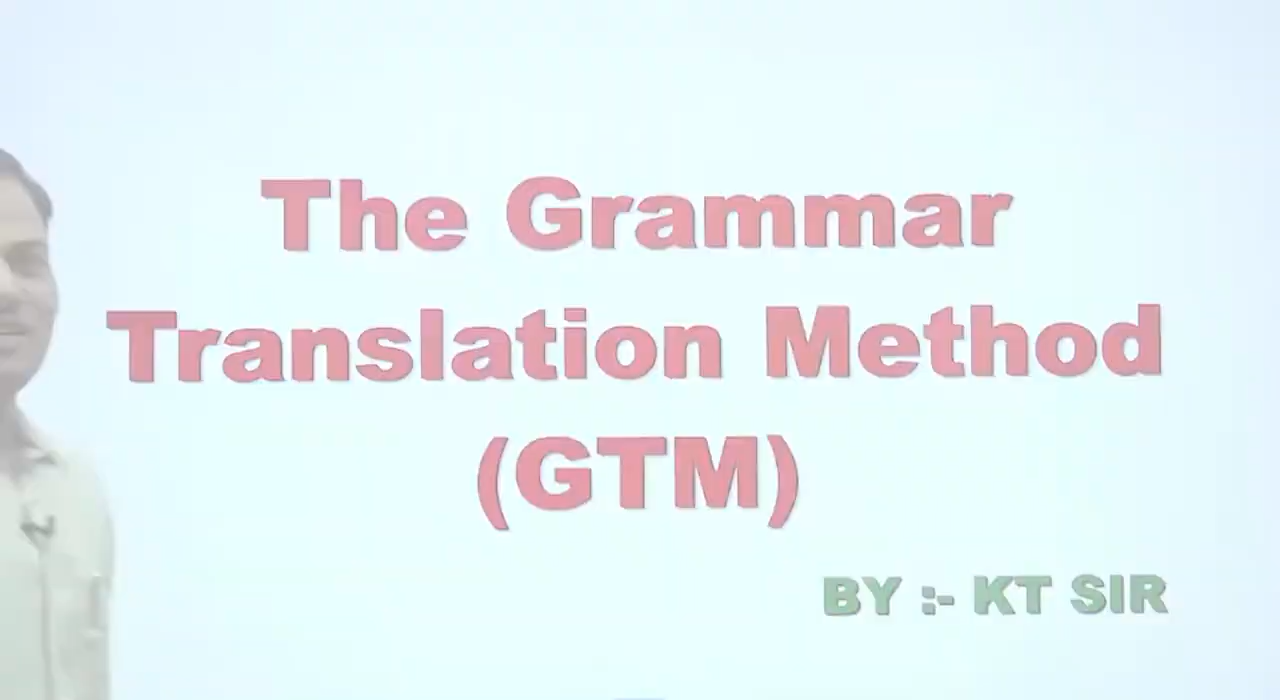 The Grammar
Translation Method
(GTM)
BY :- KT SIR